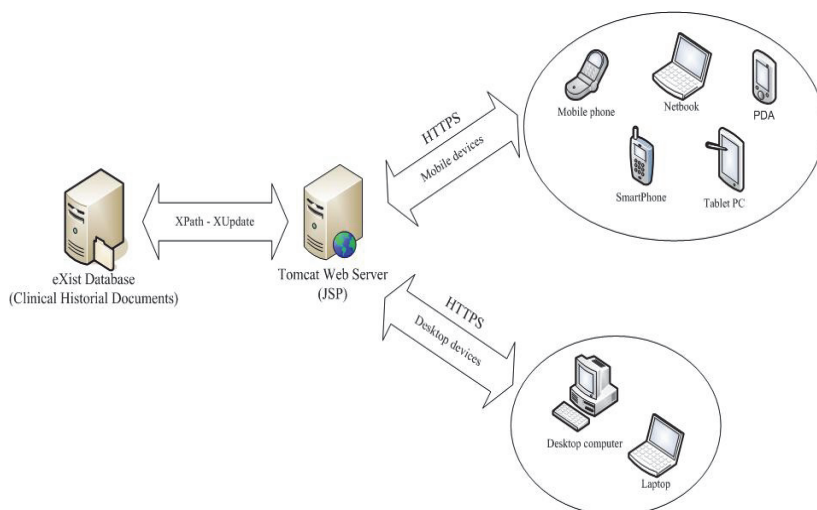 Mobile phone
Netbook
PDA
SmartPhone
Tablet PC
HTTPS
Mobile devices
XPath - XUpdate
eXist Database
(Clinical Historial Documents)
Tomcat Web Server
(JSP)
HTTPS
Desktop devices
Desktop computer
Laptop